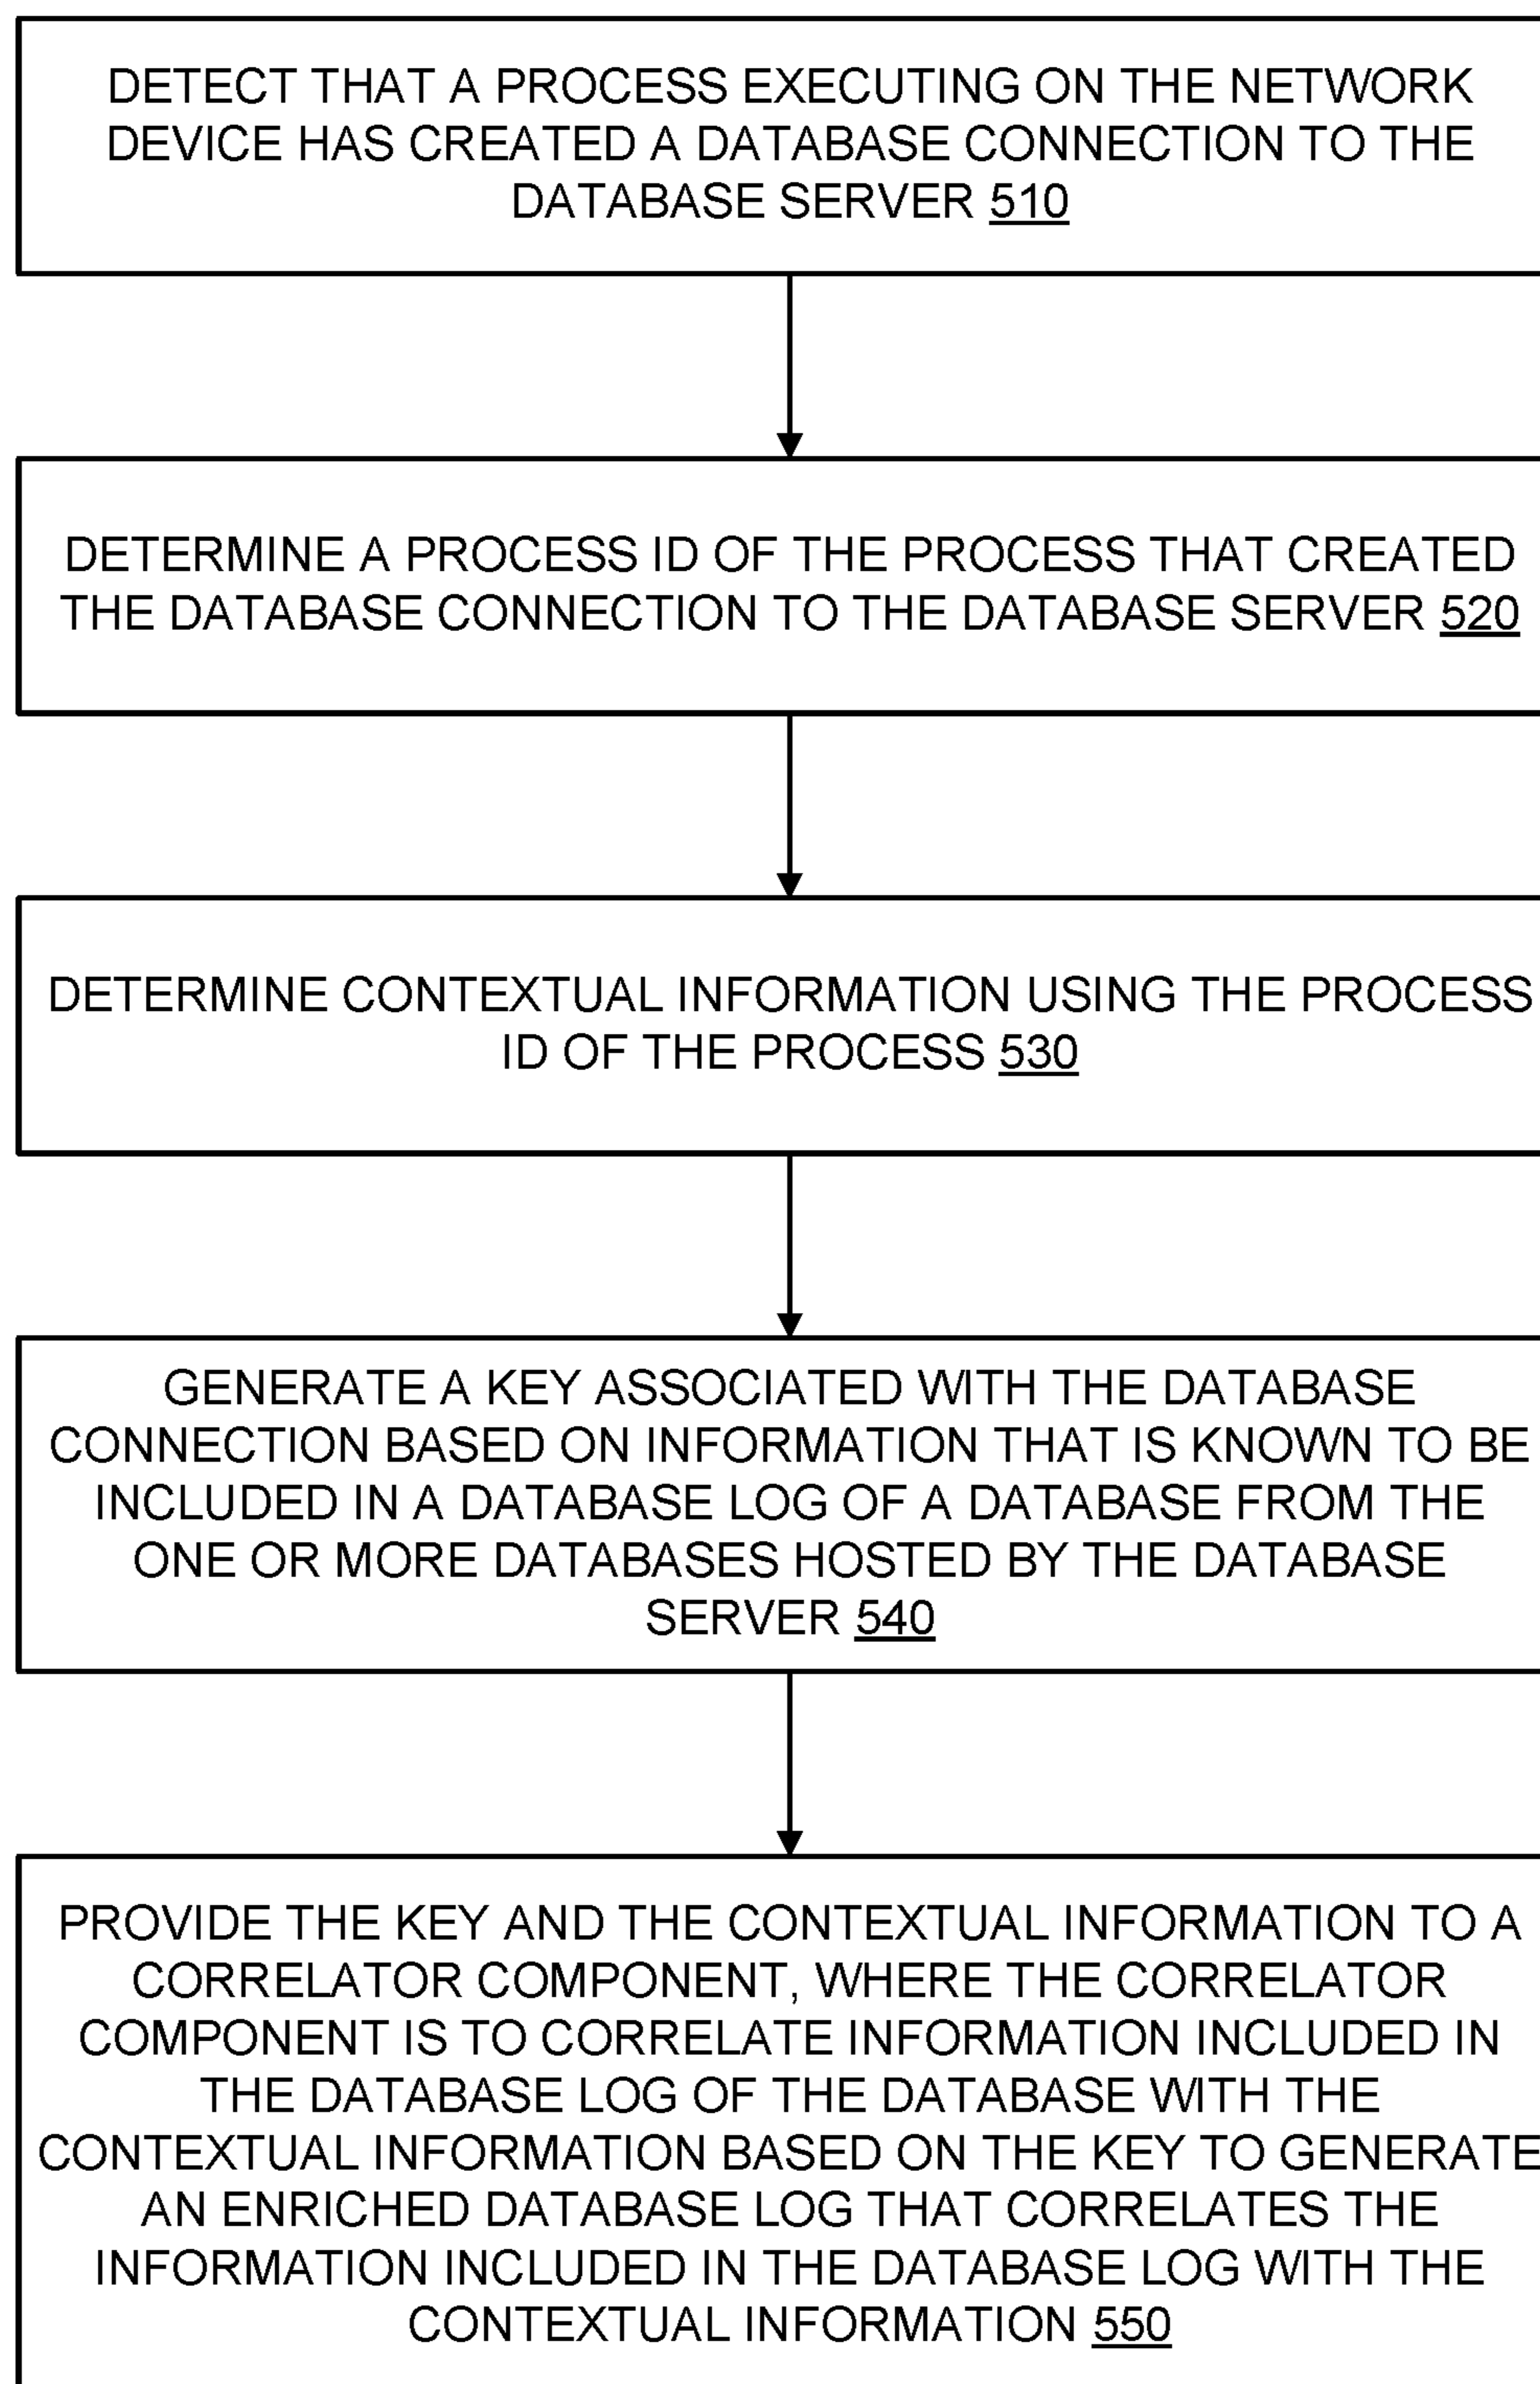 DETECT THAT A PROCESS EXECUTING ON THE NETWORK
DEVICE HAS CREATED A DATABASE CONNECTION TO THE
DATABASE SERVER 510
DETERMINE A PROCESS ID OF THE PROCESS THAT CREATED
THE DATABASE CONNECTION TO THE DATABASE SERVER 520
DETERMINE CONTEXTUAL INFORMATION USING THE PROCESS
ID OF THE PROCESS 530
GENERATE A KEY ASSOCIATED WITH THE DATABASE
CONNECTION BASED ON INFORMATION THAT IS KNOWN TO BE
INCLUDED IN A DATABASE LOG OF A DATABASE FROM THE
ONE OR MORE DATABASES HOSTED BY THE DATABASE
SERVER 540
PROVIDE THE KEY AND THE CONTEXTUAL INFORMATION TO A
CORRELATOR COMPONENT, WHERE THE CORRELATOR
COMPONENT IS TO CORRELATE INFORMATION INCLUDED IN
THE DATABASE LOG OF THE DATABASE WITH THE
CONTEXTUAL INFORMATION BASED ON THE KEY TO GENERATE
AN ENRICHED DATABASE LOG THAT CORRELATES THE
INFORMATION INCLUDED IN THE DATABASE LOG WITH THE
CONTEXTUAL INFORMATION 550